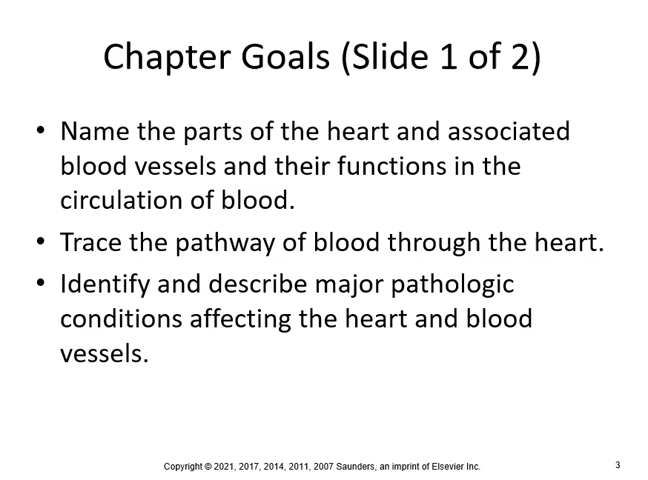 Chapter Goals (Slide 1 of 2)
• Name the parts of the heart and associated
blood vessels and their functions in the
circulation of blood.
• Trace the pathway of blood through the heart.
• Identify and describe major pathologic
conditions affecting the heart and blood
vessels.
Copyright © 2021, 2017, 2014, 2011, 2007 Saunders, an imprint of Elsevier Inc.
3